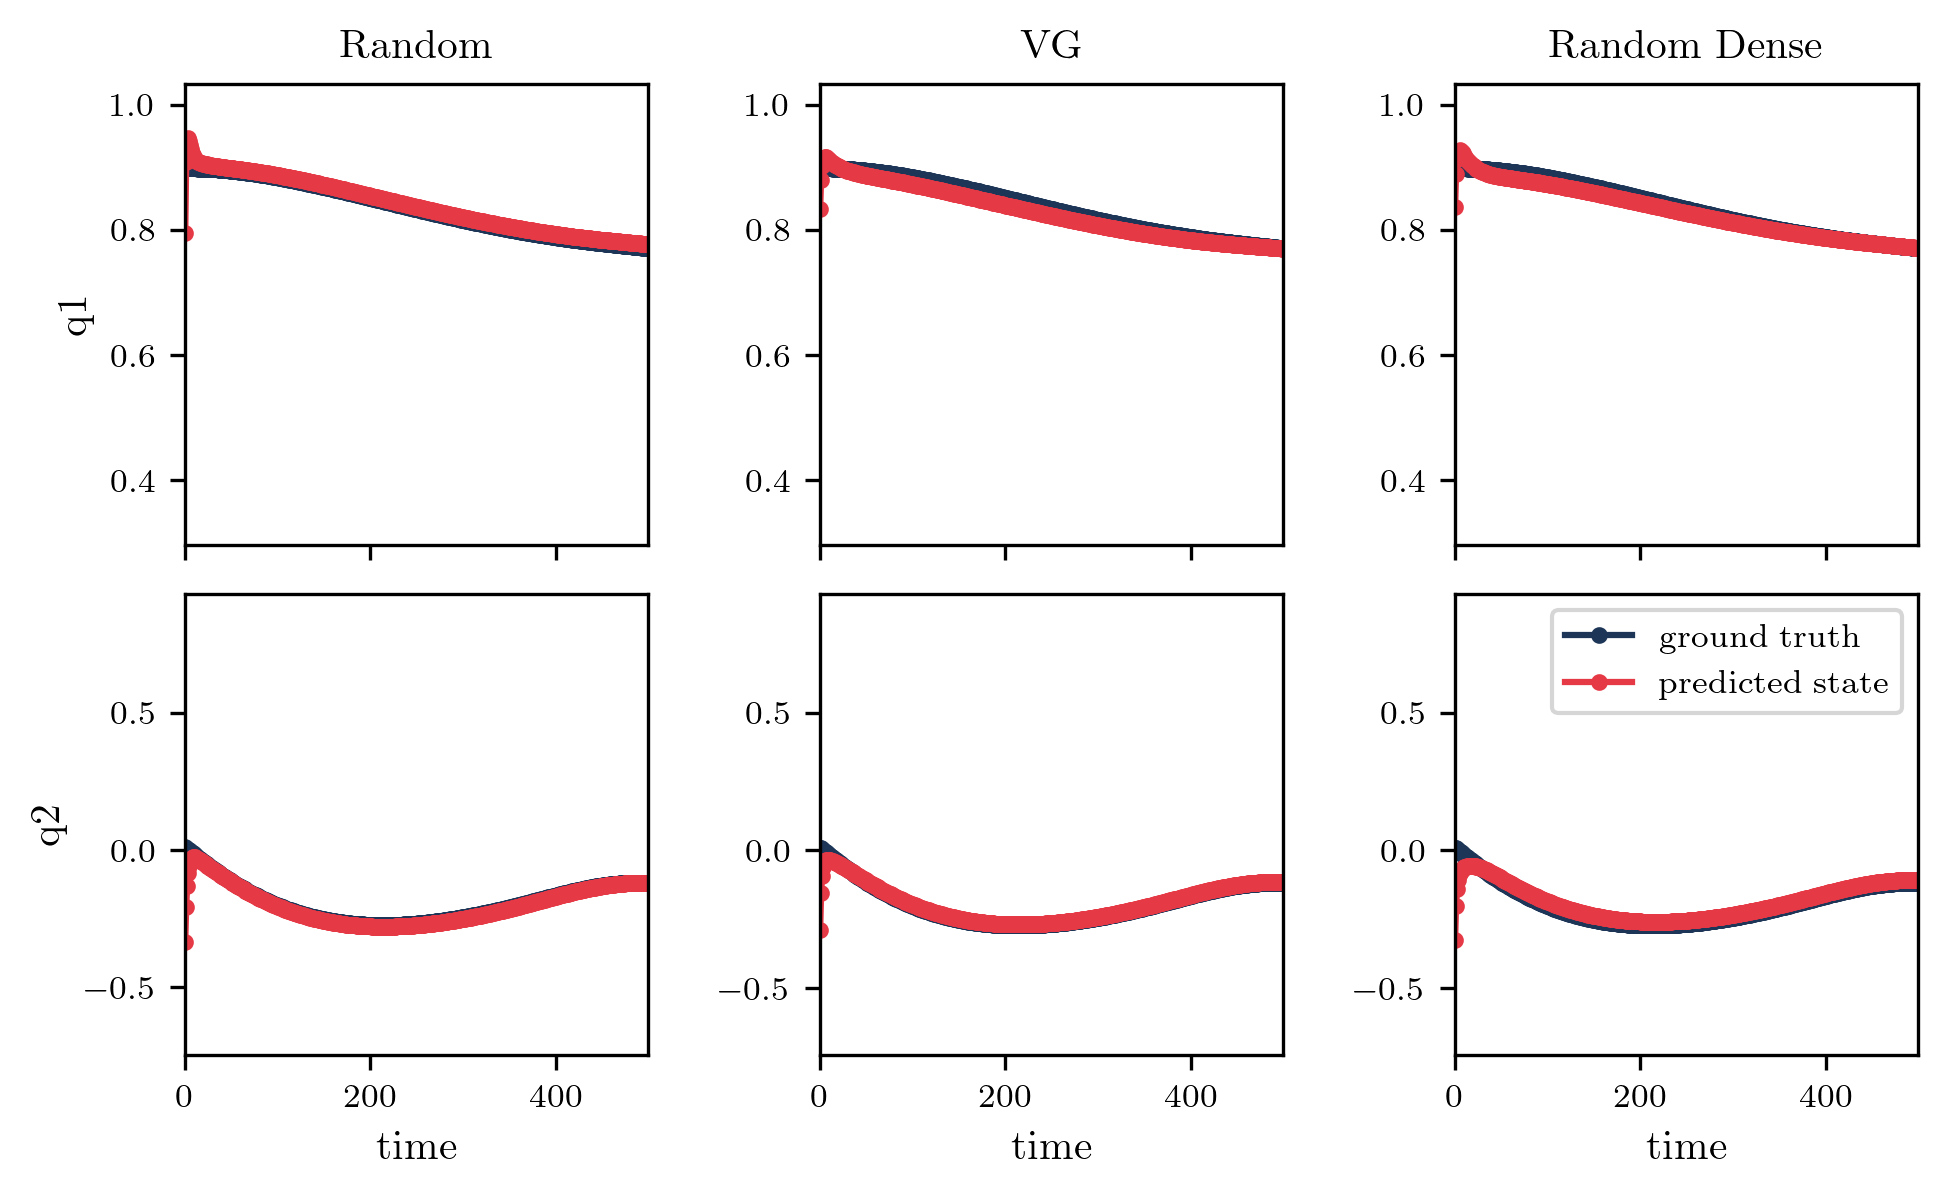 Random VG Random Dense
1.0 1.0 1.0
0.8 0.8 0.8
q1
0.6 0.6 0.6
0.4 0.4 0.4
ground truth
predicted state
0.5 0.5 0.5
q2
0.0 0.0 0.0
−0.5 −0.5 −0.5
0 200 400 0 200 400 0 200 400
time time time